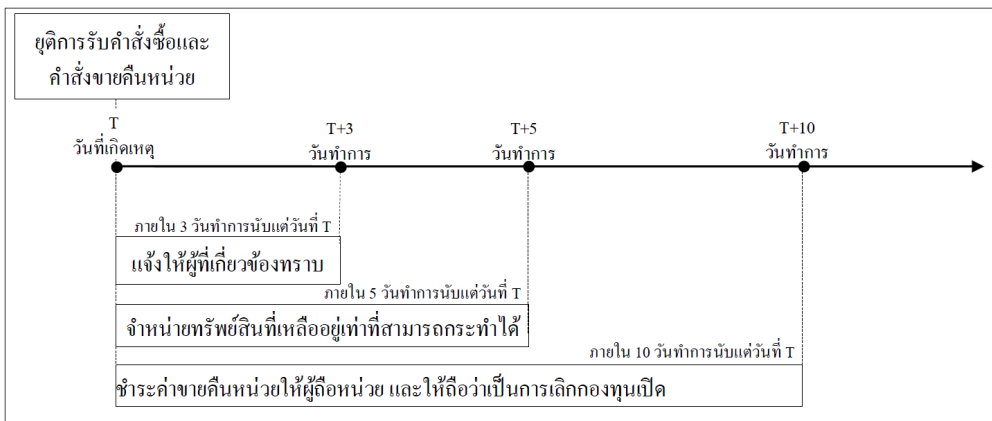 ยุติการรับคำสั่งซื้อและ
คำสั่งขายคืนหน่วย
T
วันที่เกิดเหตุ
T+3
วันทำการ
T+5
วันทำการ
T+10
วันทำการ
ภายใน 3 วันทำการนับแต่วันที่ T
แจ้งให้ผู้ที่เกี่ยวข้องทราบ
ภายใน 5 วันทำการนับแต่วันที่ T
จำหน่ายทรัพย์สินที่เหลืออยู่เท่าที่สามารถกระทำได้
ภายใน 10 วันทำการนับแต่วันที่ T
ชำระค่าขายคืนหน่วยให้ผู้ถือหน่วย และให้ถือว่าเป็นการเลิกกองทุนเปิด